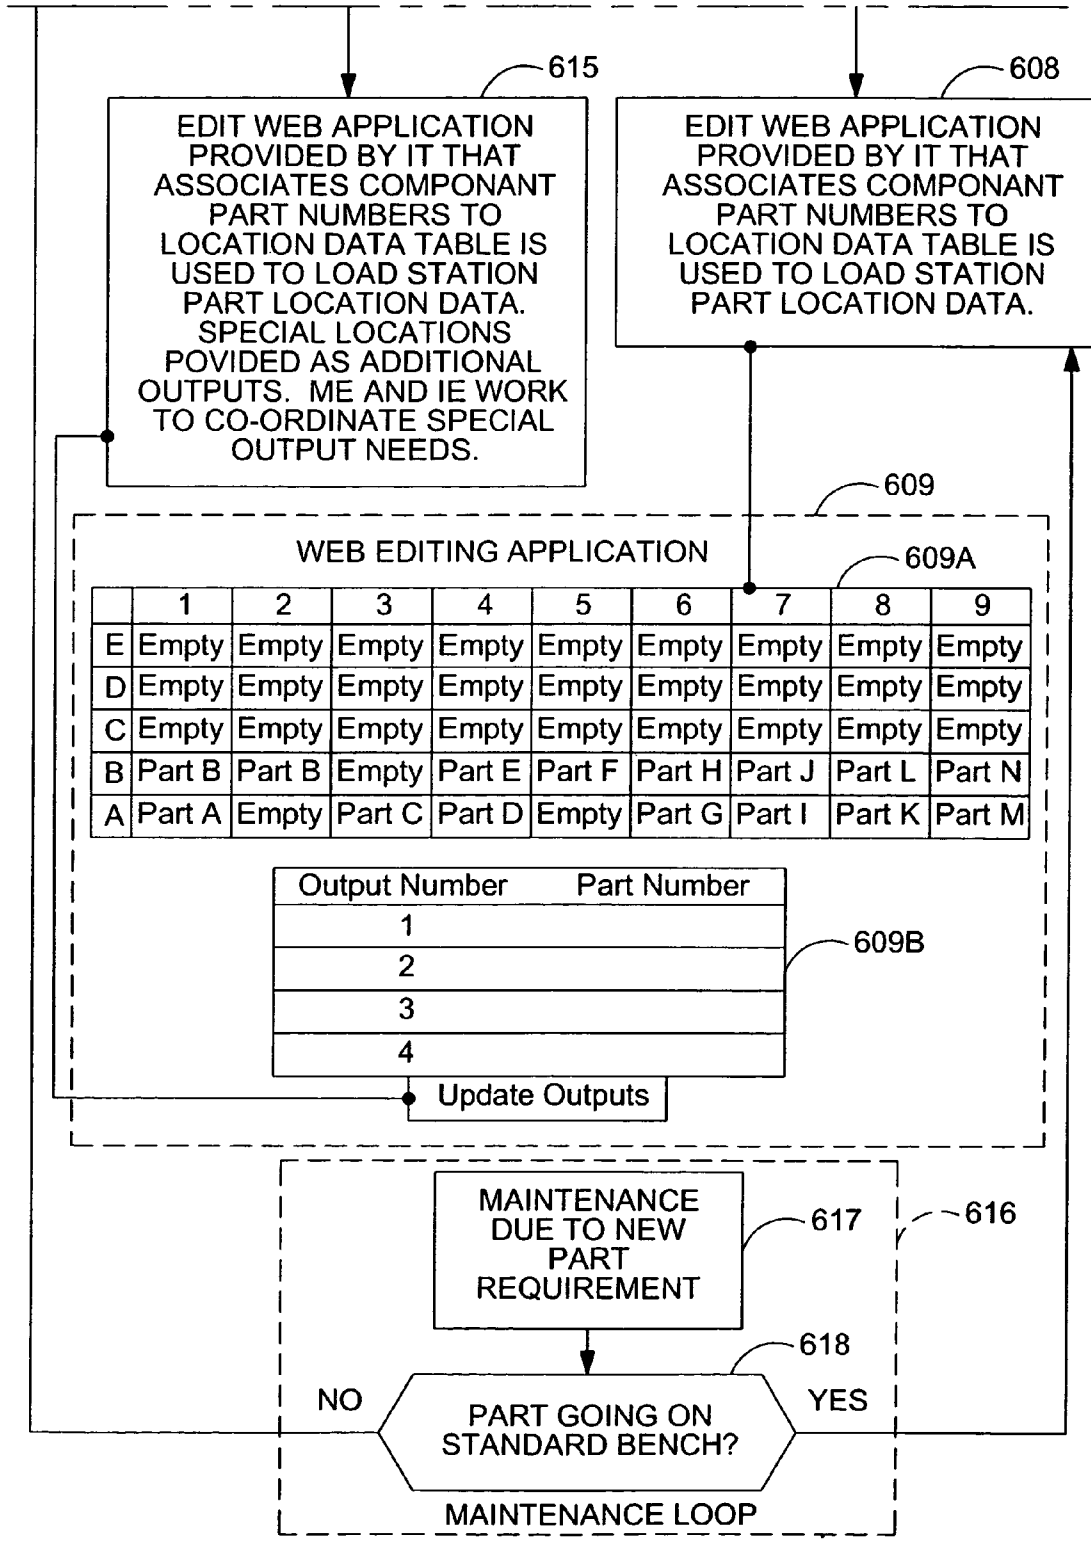 615
EDIT WEB APPLICATION
PROVIDED BY IT THAT
ASSOCIATES COMPONANT
PART NUMBERS TO
LOCATION DATA TABLE IS
USED TO LOAD STATION
PART LOCATION DATA.
SPECIAL LOCATIONS
POVIDED AS ADDITIONAL
OUTPUTS. ME AND IE WORK
TO CO-ORDINATE SPECIAL
OUTPUT NEEDS.
608
EDIT WEB APPLICATION
PROVIDED BY IT THAT
ASSOCIATES COMPONANT
PART NUMBERS TO
LOCATION DATA TABLE IS
USED TO LOAD STATION
PART LOCATION DATA.
609
WEB EDITING APPLICATION
609A
1 2 3 4 5 6 7 8 9
E Empty Empty Empty Empty Empty Empty Empty Empty Empty
D Empty Empty Empty Empty Empty Empty Empty Empty Empty
C Empty Empty Empty Empty Empty Empty Empty Empty Empty
B Part B Part B Empty Part E Part F Part H Part J Part L Part N
A Part A Empty Part C Part D Empty Part G Part I Part K Part M
Output Number Part Number
1
2
3
4
609B
Update Outputs
MAINTENANCE
DUE TO NEW
PART
REQUIREMENT
617
616
618
NO
PART GOING ON
STANDARD BENCH?
YES
MAINTENANCE LOOP